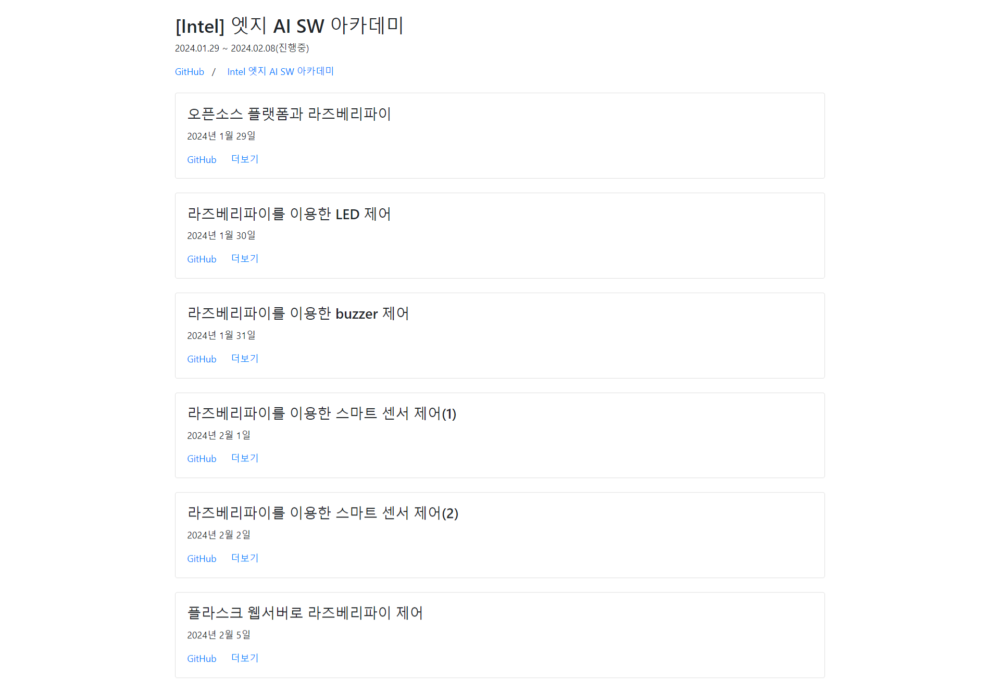 [Intel] 엣지 AI SW 아카데미
2024.01.29 ~ 2024.02.08(진행중)
GitHub / Intel 엣지 AI SW 아카데미
오픈소스 플랫폼과 라즈베리파이
2024년 1월 29일
GitHub 더보기
라즈베리파이를 이용한 LED 제어
2024년 1월 30일
GitHub 더보기
라즈베리파이를 이용한 buzzer 제어
2024년 1월 31일
GitHub 더보기
라즈베리파이를 이용한 스마트 센서 제어(1)
2024년 2월 1일
GitHub 더보기
라즈베리파이를 이용한 스마트 센서 제어(2)
2024년 2월 2일
GitHub 더보기
플라스크 웹서버로 라즈베리파이 제어
2024년 2월 5일
GitHub 더보기